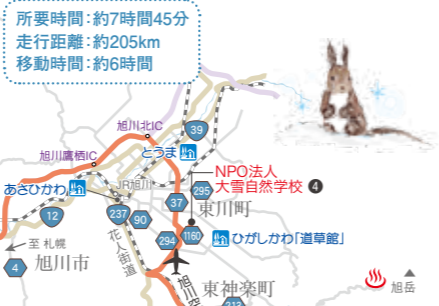 所要時間:約7時間45分
走行距離:約205km
移動時間:約6時間
旭川北IC
39
旭川鷹栖IC
とうま
NPO法人
大雪自然学校 ❹
あさひかわ
JR旭川
295
37
東川町
12
237
90
花人街道
294
1160
ひがしかわ「道草館」
至 札幌
4
旭川市
旭川空
東神楽町
旭岳